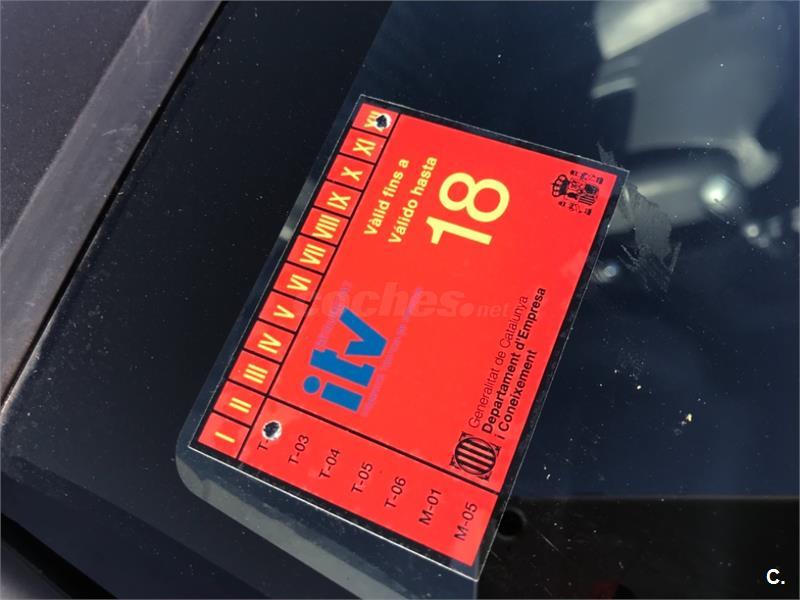 I II III IV V VI VII VIII IX X XI XII
Vàlid fins a
Válido hasta
18
itv
Generalitat de Catalunya
Departament d'Empresa
i Coneixement
T-03
T-04
T-05
T-06
M-01
M-05
coches.net
C.